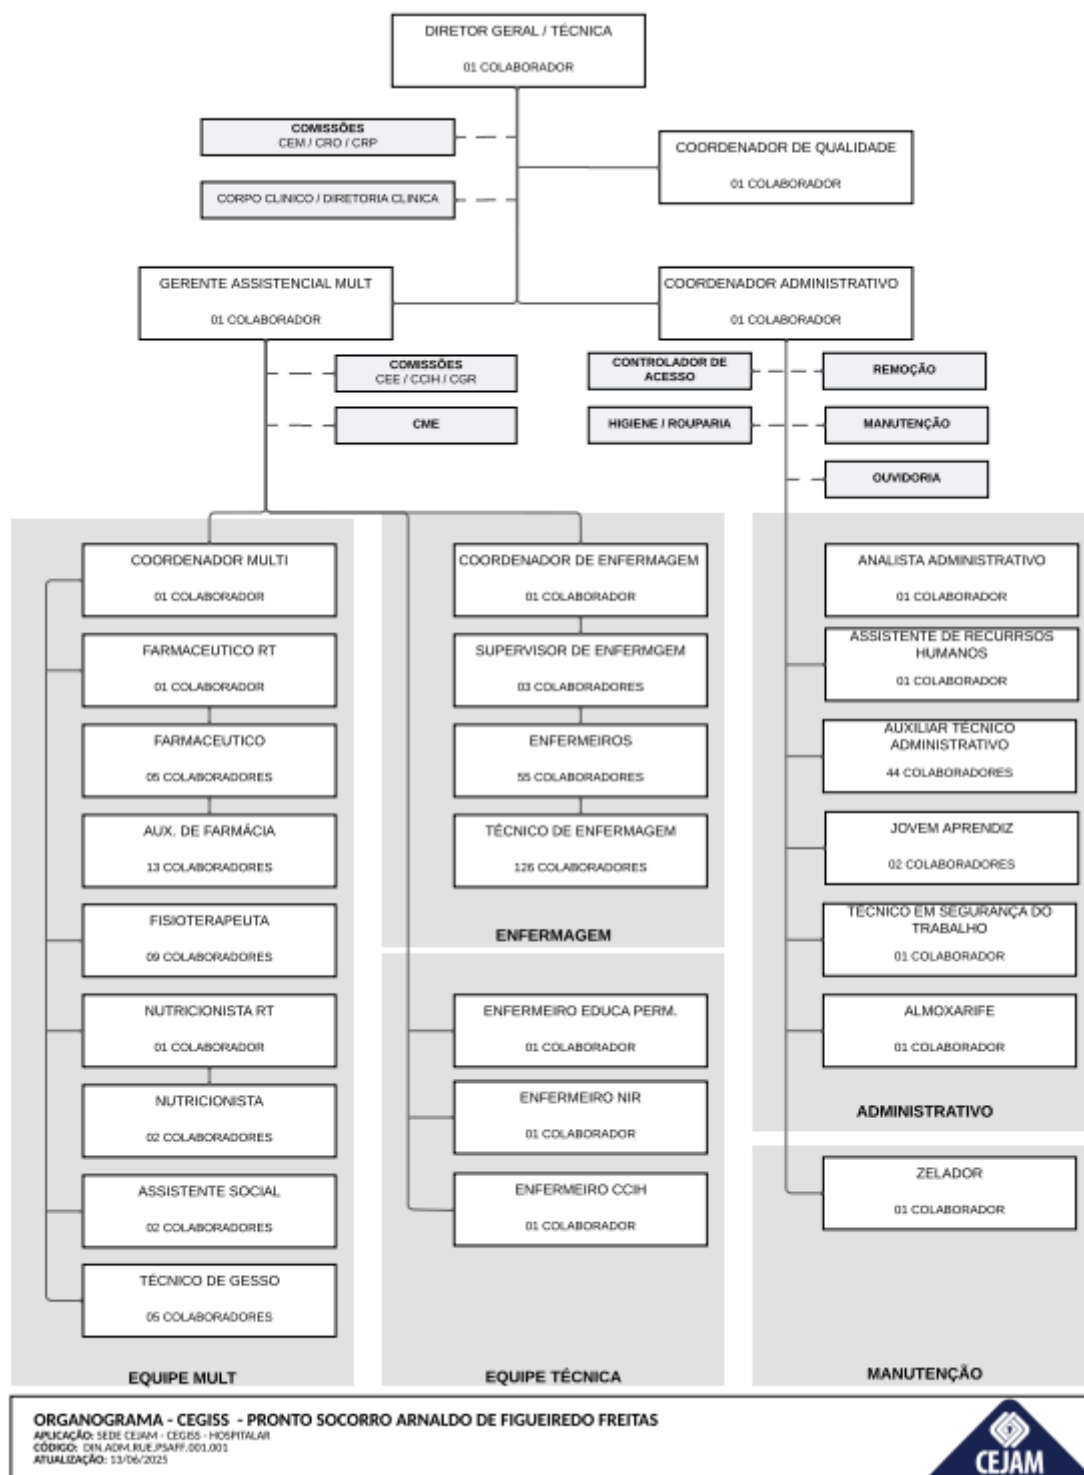 DIRETOR GERAL / TÉCNICA
01 COLABORADOR
COMISSÕES
CEM / CRO / CRP
COORDENADOR DE QUALIDADE
01 COLABORADOR
CORPO CLINICO / DIRETORIA CLINICA
GERENTE ASSISTENCIAL MULT
01 COLABORADOR
COORDENADOR ADMINISTRATIVO
01 COLABORADOR
COMISSÕES
CEE / CCIH / CGR
CME
CONTROLADOR DE
ACESSO
REMOÇÃO
HIGIENE / ROUPARIA
MANUTENÇÃO
OUVIDORIA
COORDENADOR MULTI
01 COLABORADOR
FARMACEUTICO RT
01 COLABORADOR
FARMACEUTICO
05 COLABORADORES
AUX. DE FARMÁCIA
13 COLABORADORES
FISIOTERAPEUTA
09 COLABORADORES
NUTRICIONISTA RT
01 COLABORADOR
NUTRICIONISTA
02 COLABORADORES
ASSISTENTE SOCIAL
02 COLABORADORES
TÉCNICO DE GESSO
05 COLABORADORES
EQUIPE MULT
COORDENADOR DE ENFERMAGEM
01 COLABORADOR
SUPERVISOR DE ENFERMGEM
03 COLABORADORES
ENFERMEIROS
55 COLABORADORES
TÉCNICO DE ENFERMAGEM
126 COLABORADORES
ENFERMAGEM
ENFERMEIRO EDUCA PERM.
01 COLABORADOR
ENFERMEIRO NIR
01 COLABORADOR
ENFERMEIRO CCIH
01 COLABORADOR
EQUIPE TÉCNICA
ANALISTA ADMINISTRATIVO
01 COLABORADOR
ASSISTENTE DE RECURRSOS
HUMANOS
01 COLABORADOR
AUXILIAR TÉCNICO
ADMINISTRATIVO
44 COLABORADORES
JOVEM APRENDIZ
02 COLABORADORES
TÉCNICO EM SEGURANÇA DO
TRABALHO
01 COLABORADOR
ALMOXARIFE
01 COLABORADOR
ADMINISTRATIVO
ZELADOR
01 COLABORADOR
MANUTENÇÃO
ORGANOGRAMA - CEGISS - PRONTO SOCORRO ARNALDO DE FIGUEIREDO FREITAS
APLICAÇÃO: SEDE CEJAM - CEGISS - HOSPITALAR
CÓDIGO: DIN.ADM.RUE.PSAFF.001.001
ATUALIZAÇÃO: 13/06/2025
CEJAM